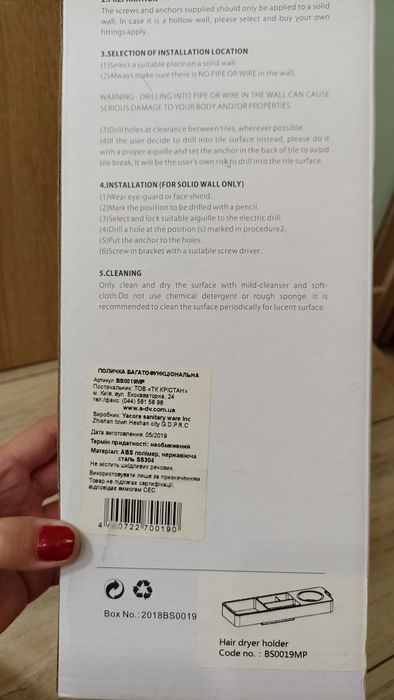 2.PREPARATION
The screws and anchors supplied should only be applied to a solid
wall, In case it is a hollow wall, please select and buy your own
fittings apply.
3.SELECTION OF INSTALLATION LOCATION
(1)Select a suitable place on a solid wall.
(2)Always make sure there is NO PIPE OR WIRE in the wall.
WARNING : DRILLING INTO PIPE OR WIRE IN THE WALL CAN CAUSE
SERIOUS DAMAGE TO YOUR BODY AND/OR PROPERTIES
(3)Drill holes at clearance between tiles, wherever possible.
(4)If the user decide to drill into tile surface instead, please do it
with a proper aiguille and set the anchor in the back of tile to avoid
tile break, It will be the user's own risk to drill into the tile surface.
4.INSTALLATION (FOR SOLID WALL ONLY)
(1)Wear eye-guard or face shield.
(2)Mark the position to be drilled with a pencil.
(3)Select and lock suitable aiguille to the electric drill.
(4)Drill a hole at the position (s) marked in procedure2.
(5)Put the anchor to the holes.
(6)Screw in bracket with a suitable screw driver.
5.CLEANING
Only clean and dry the surface with mild-cleanser and soft-
cloth.Do not use chemical detergent or rough sponge. it is
recommended to clean the surface periodically for lucent surface.
ПОЛИЧКА БАГАТОФУНКЦІОНАЛЬНА
Артикул BS0019MP
Постачальник: ТОВ «ТК КРІСТАН»
м. Київ, вул. Екскаваторна, 24
тел./факс: (044) 581 58 98
www.a-dv.com.ua
Виробник: Yacore sanitary ware Inc
Zhishan town Heshan city G.D.P.R.C
Дата виготовлення: 05/2019
Термін придатності: необмежений
Матеріал: ABS полімер, нержавіюча
сталь SS304
Не містить шкідливих речовин.
Використовувати лише за призначенням
Товар не підлягає сертифікації,
відповідає вимогам СЕС
4 820722 700190
Box No.: 2018BS0019
Hair dryer holder
Code no. : BS0019MP